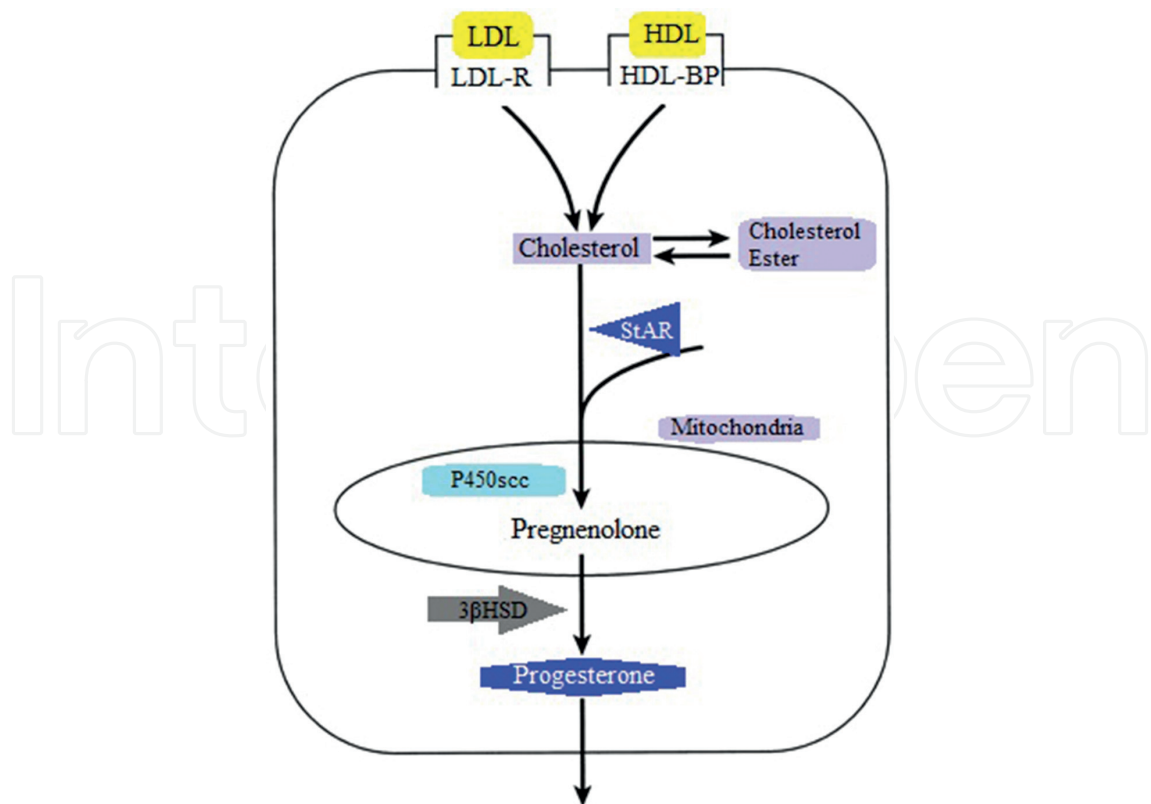 LDL
HDL
LDL-R
HDL-BP
Cholesterol
Cholesterol
Ester
StAR
Mitochondria
P450scc
Pregnenolone
3βHSD
Progesterone